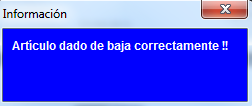 Información
Artículo dado de baja correctamente !!